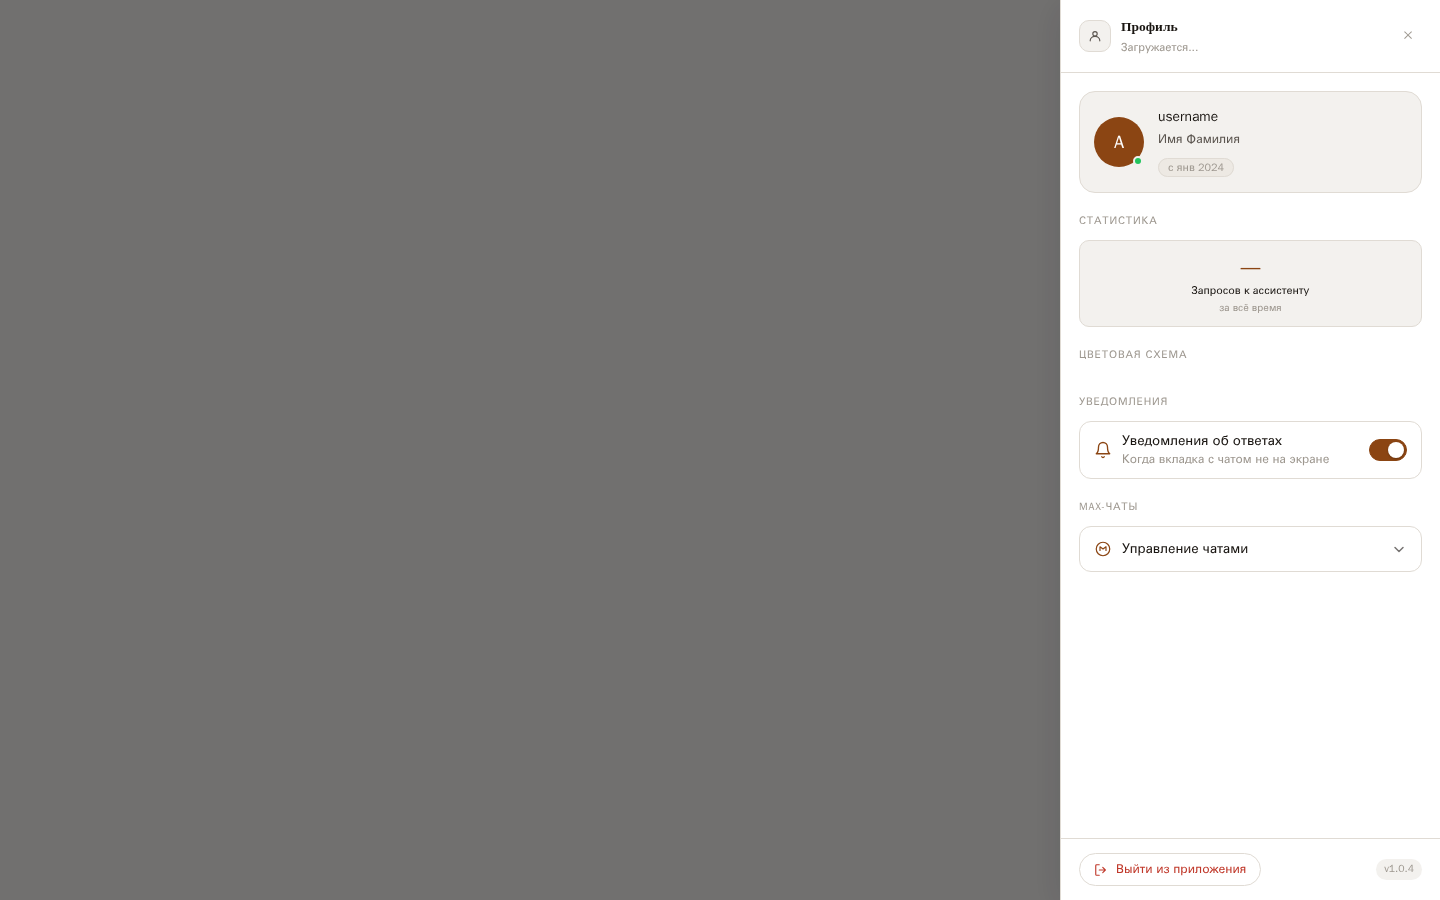 Профиль
Загружается...
A
username
Имя Фамилия
с янв 2024
СТАТИСТИКА
—
Запросов к ассистенту
за всё время
ЦВЕТОВАЯ СХЕМА
УВЕДОМЛЕНИЯ
Уведомления об ответах
Когда вкладка с чатом не на экране
MAX-ЧАТЫ
Управление чатами
Выйти из приложения
v1.0.4